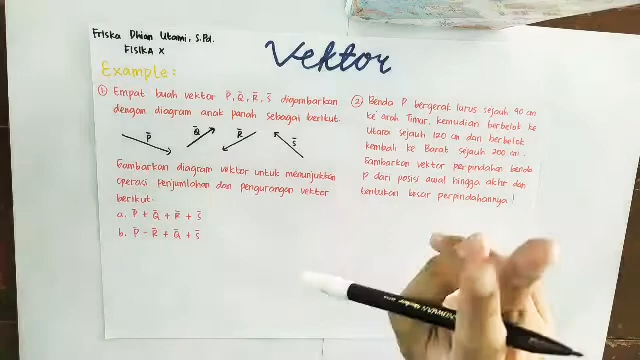 Friska Dhian Utami, S.Pd.
FISIKA X
Vektor
Example:
① Empat buah vektor P̄, Q̄, R̄, S̄ digambarkan
dengan diagram anak panah sebagai berikut.
P̄ Q̄ R̄ S̄
Gambarkan diagram vektor untuk menunjukkan
operasi Penjumlahan dan pengurangan vektor
berikut.
a. P̄ + Q̄ + R̄ + S̄
b. P̄ - R̄ + Q̄ + S̄
② Benda P bergerak lurus sejauh 40 cm
ke arah Timur, kemudian berbelok ke
Utara sejauh 120 cm dan berbelok
kembali ke Barat sejauh 200 cm.
Gambarkan vektor perpindahan benda
P dari posisi awal hingga akhir dan
tentukan besar perpindahannya!
SNOWMAN